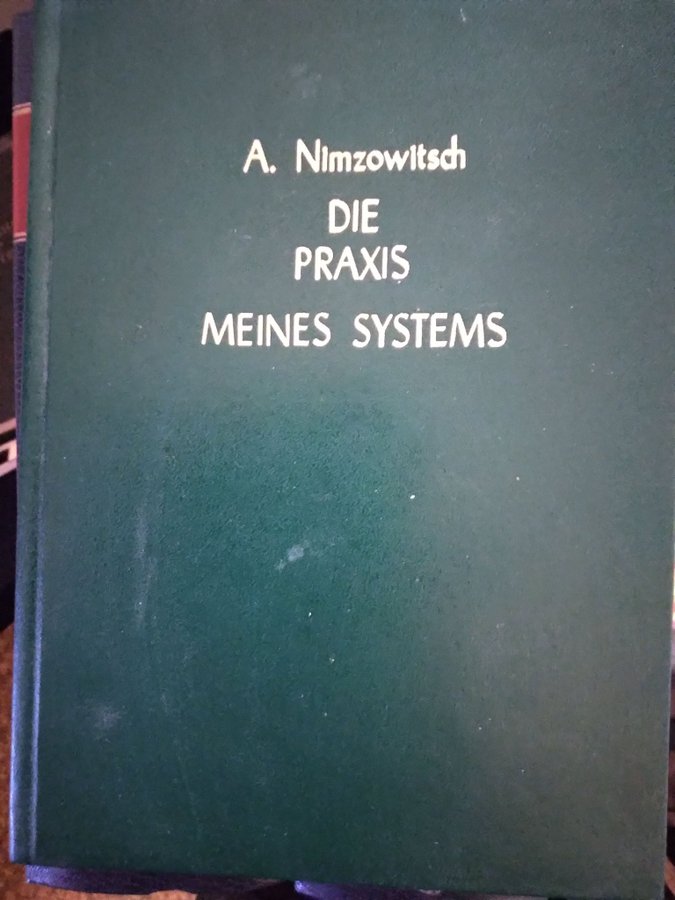 A. Nimzowitsch
DIE
PRAXIS
MEINES SYSTEMS